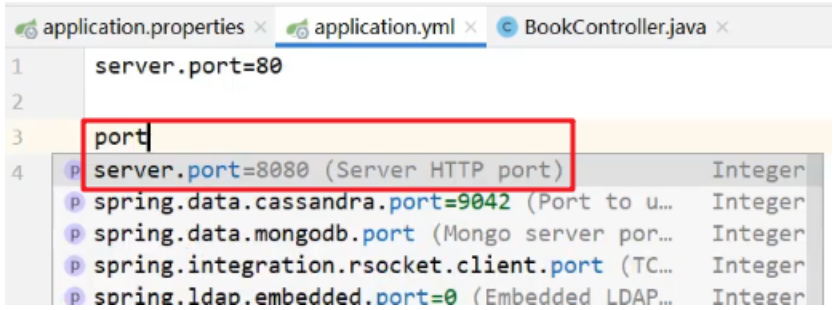 application.properties × application.yml × BookController.java ×
1 server.port=80
2
3 port
4
server.port=8080 (Server HTTP port) Integer
spring.data.cassandra.port=9042 (Port to u… Integer
spring.data.mongodb.port (Mongo server por… Integer
spring.integration.rsocket.client.port (TC… Integer
spring.ldap.embedded.port=0 (Embedded LDAP… Integer